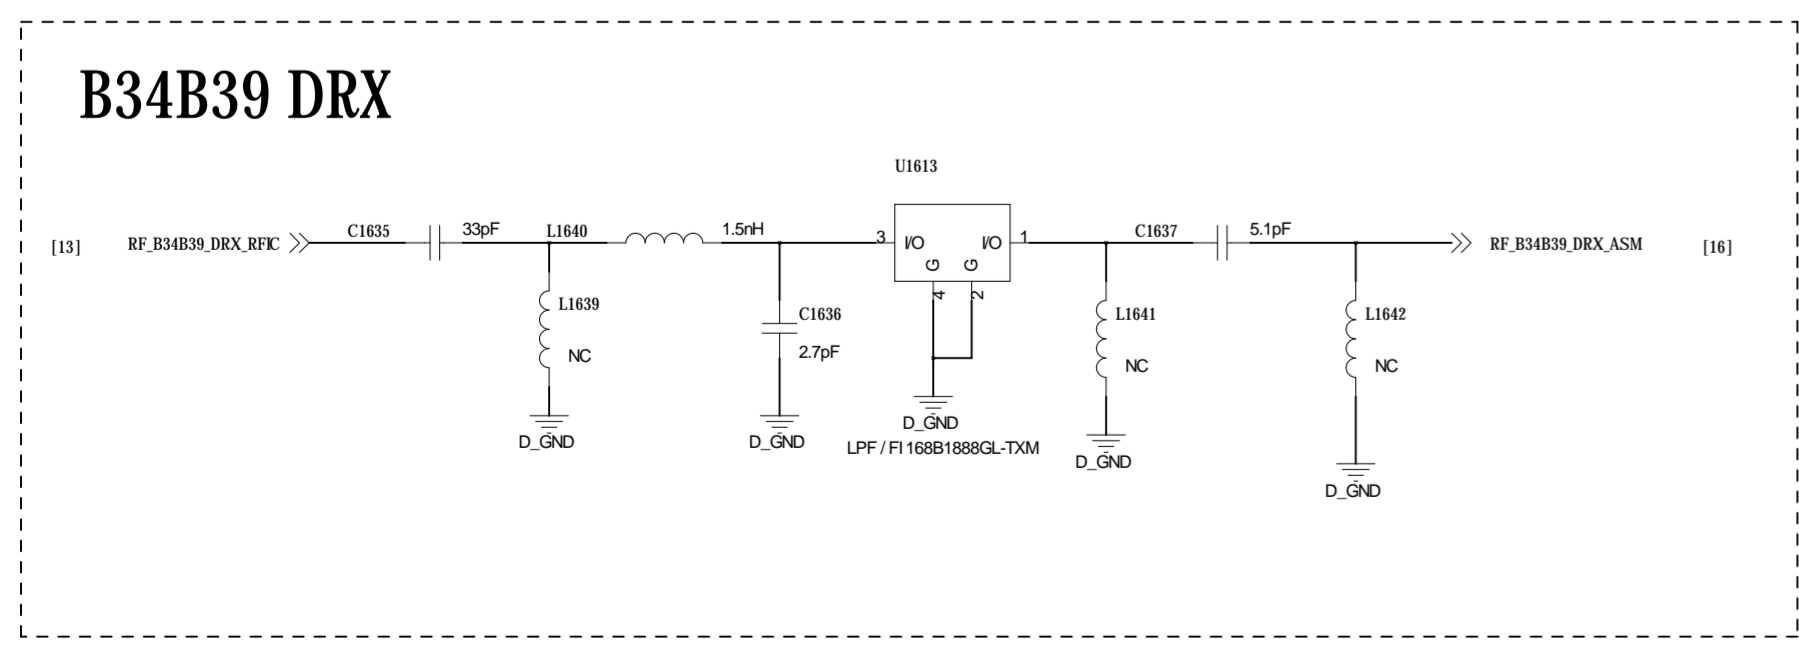 B34B39 DRX
U1613
[13] RF_B34B39_DRX_RFIC C1635 33pF L1640 1.5nH 3 I/O I/O 1 C1637 5.1pF RF_B34B39_DRX_ASM [16]
G G
4 2
L1639 C1636 L1641 L1642
NC 2.7pF NC NC
D_GND
D_GND D_GND
LPF / FI168B1888GL-TXM
D_GND
D_GND